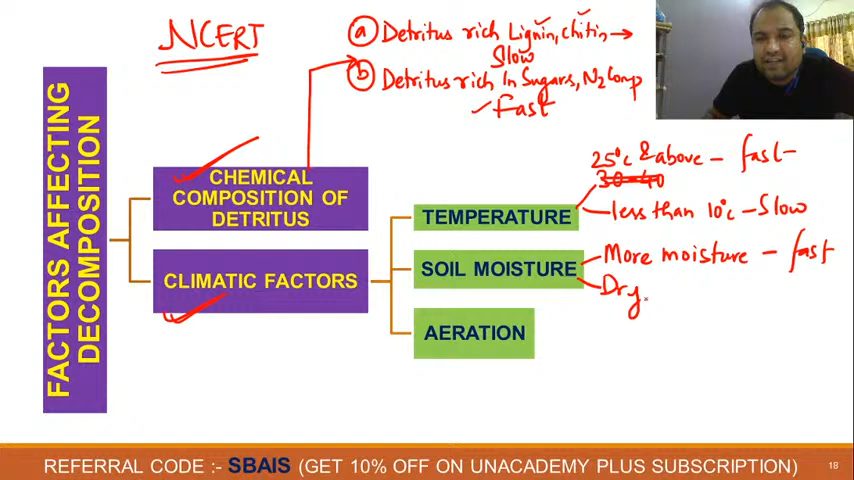 NCERT
ⓐ Detritus rich Lignin, chitin →
Slow
ⓑ Detritus rich In Sugars, N2 Comp
Fast
FACTORS AFFECTING
DECOMPOSITION
CHEMICAL
COMPOSITION OF
DETRITUS
CLIMATIC FACTORS
TEMPERATURE
25°c & above - fast-
30-40
less than 10°c - Slow
SOIL MOISTURE
More moisture - fast
Dry
AERATION
REFERRAL CODE :- SBAIS (GET 10% OFF ON UNACADEMY PLUS SUBSCRIPTION)
18